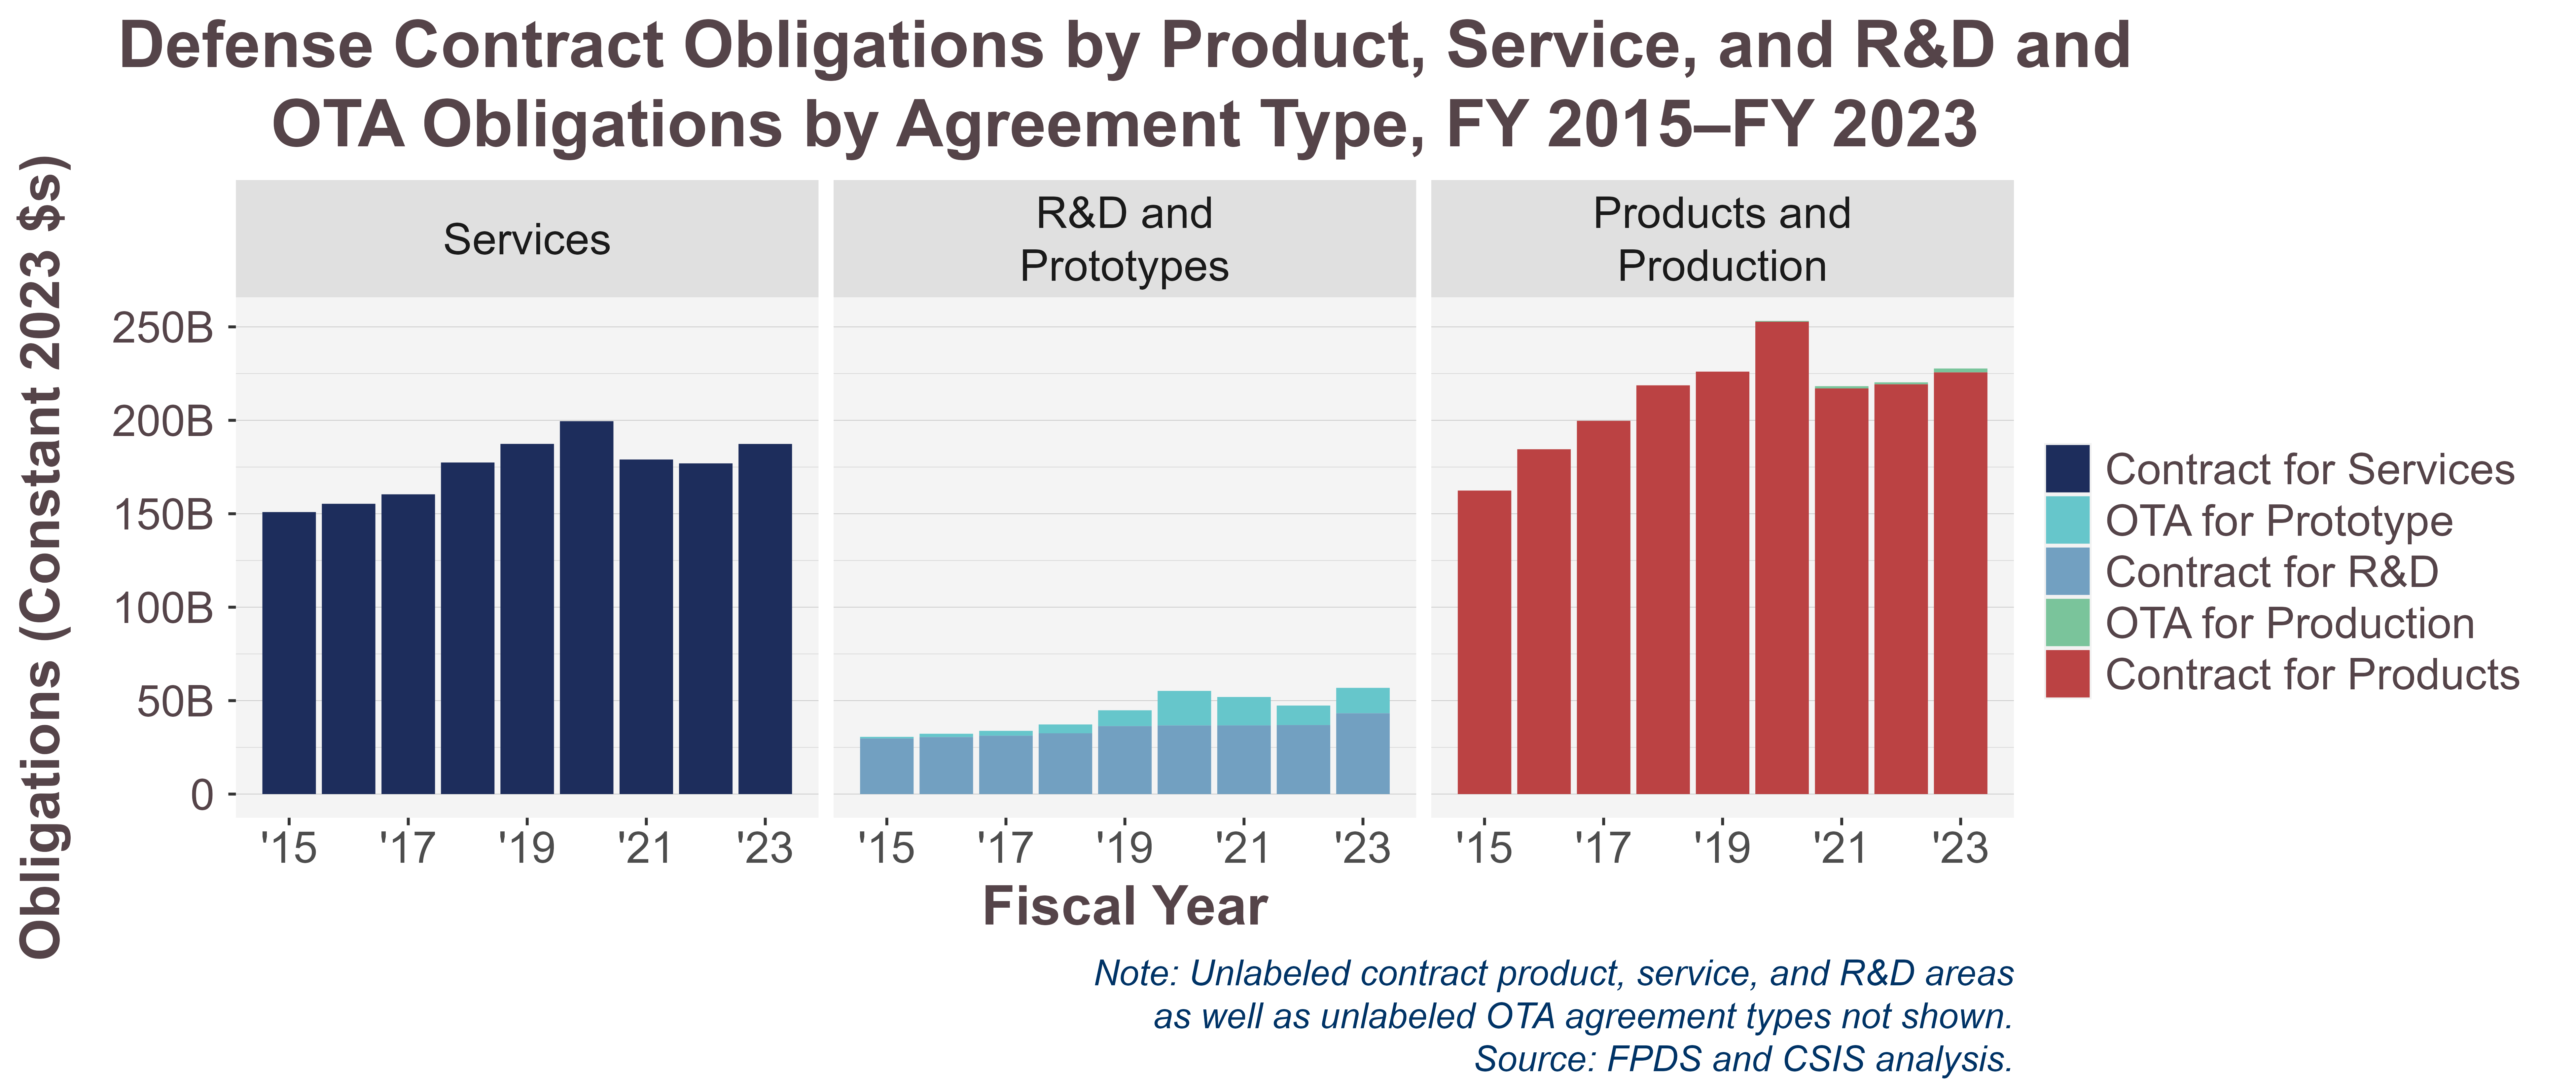 Defense Contract Obligations by Product, Service, and R&D and
OTA Obligations by Agreement Type, FY 2015–FY 2023
Obligations (Constant 2023 $s)
Services
R&D and
Prototypes
Products and
Production
250B
200B
150B
100B
50B
0
'15 '17 '19 '21 '23
'15 '17 '19 '21 '23
'15 '17 '19 '21 '23
Fiscal Year
Contract for Services
OTA for Prototype
Contract for R&D
OTA for Production
Contract for Products
Note: Unlabeled contract product, service, and R&D areas
as well as unlabeled OTA agreement types not shown.
Source: FPDS and CSIS analysis.